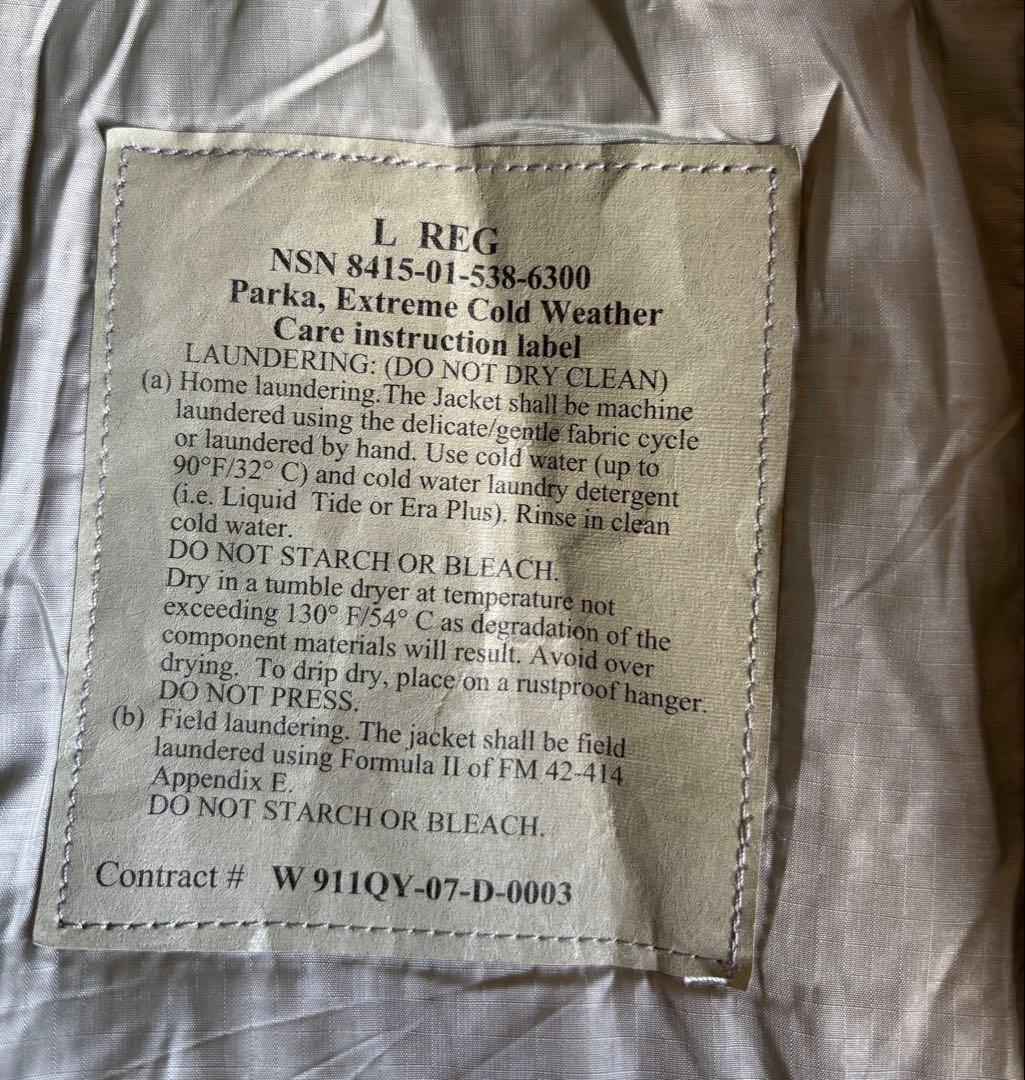 L REG
NSN 8415-01-538-6300
Parka, Extreme Cold Weather
Care instruction label
LAUNDERING: (DO NOT DRY CLEAN)
(a) Home laundering. The Jacket shall be machine
laundered using the delicate/gentle fabric cycle
or laundered by hand. Use cold water (up to
90°F/32° C) and cold water laundry detergent
(i.e. Liquid Tide or Era Plus). Rinse in clean
cold water.
DO NOT STARCH OR BLEACH.
Dry in a tumble dryer at temperature not
exceeding 130° F/54° C as degradation of the
component materials will result. Avoid over
drying. To drip dry, place on a rustproof hanger.
DO NOT PRESS.
(b) Field laundering. The jacket shall be field
laundered using Formula II of FM 42-414
Appendix E.
DO NOT STARCH OR BLEACH.
Contract # W 911QY-07-D-0003